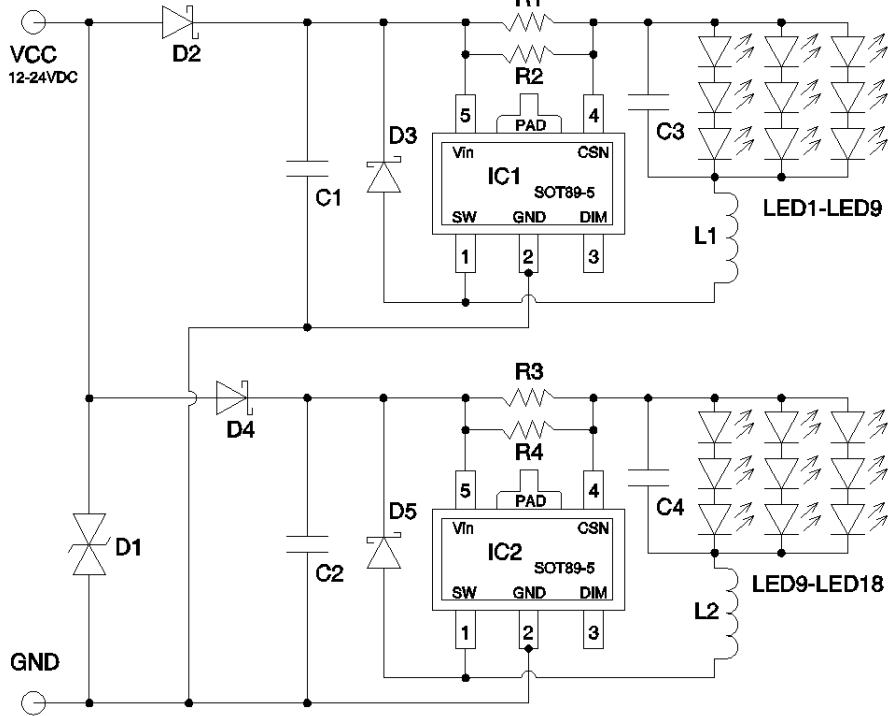 R1
VCC
12-24VDC
D2
R2
5
PAD
4
C3
D3
Vin
CSN
IC1
SOT89-5
C1
SW
GND
DIM
LED1-LED9
L1
1
2
3
R3
D4
R4
5
PAD
4
C4
D5
Vin
CSN
D1
IC2
SOT89-5
C2
SW
GND
DIM
LED9-LED18
L2
1
2
3
GND